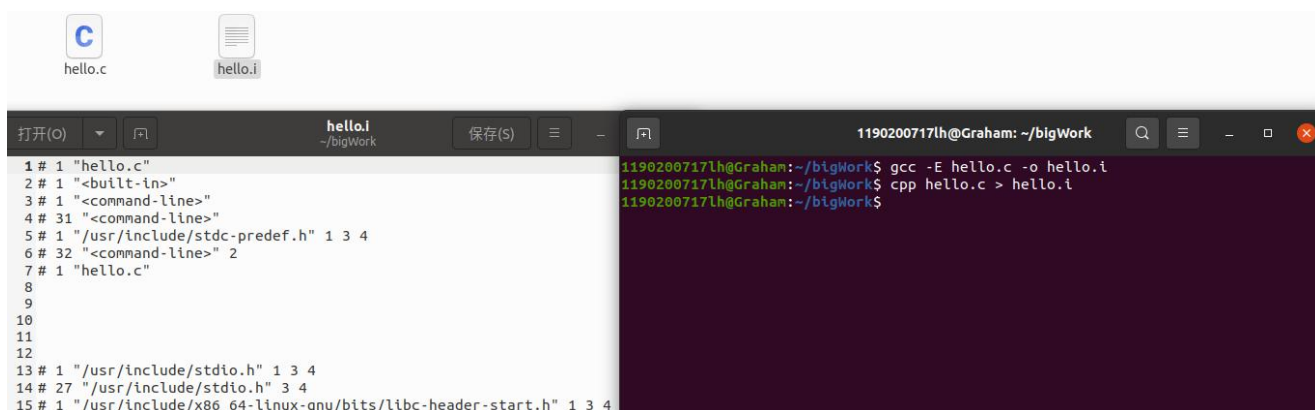 C
hello.c
hello.i
打开(O)
hello.i
~/bigWork
保存(S)
1 # 1 "hello.c"
2 # 1 "<built-in>"
3 # 1 "<command-line>"
4 # 31 "<command-line>"
5 # 1 "/usr/include/stdc-predef.h" 1 3 4
6 # 32 "<command-line>" 2
7 # 1 "hello.c"
8
9
10
11
12
13 # 1 "/usr/include/stdio.h" 1 3 4
14 # 27 "/usr/include/stdio.h" 3 4
15 # 1 "/usr/include/x86_64-linux-gnu/bits/libc-header-start.h" 1 3 4
1190200717lh@Graham: ~/bigWork
1190200717lh@Graham:~/bigWork$ gcc -E hello.c -o hello.i
1190200717lh@Graham:~/bigWork$ cpp hello.c > hello.i
1190200717lh@Graham:~/bigWork$